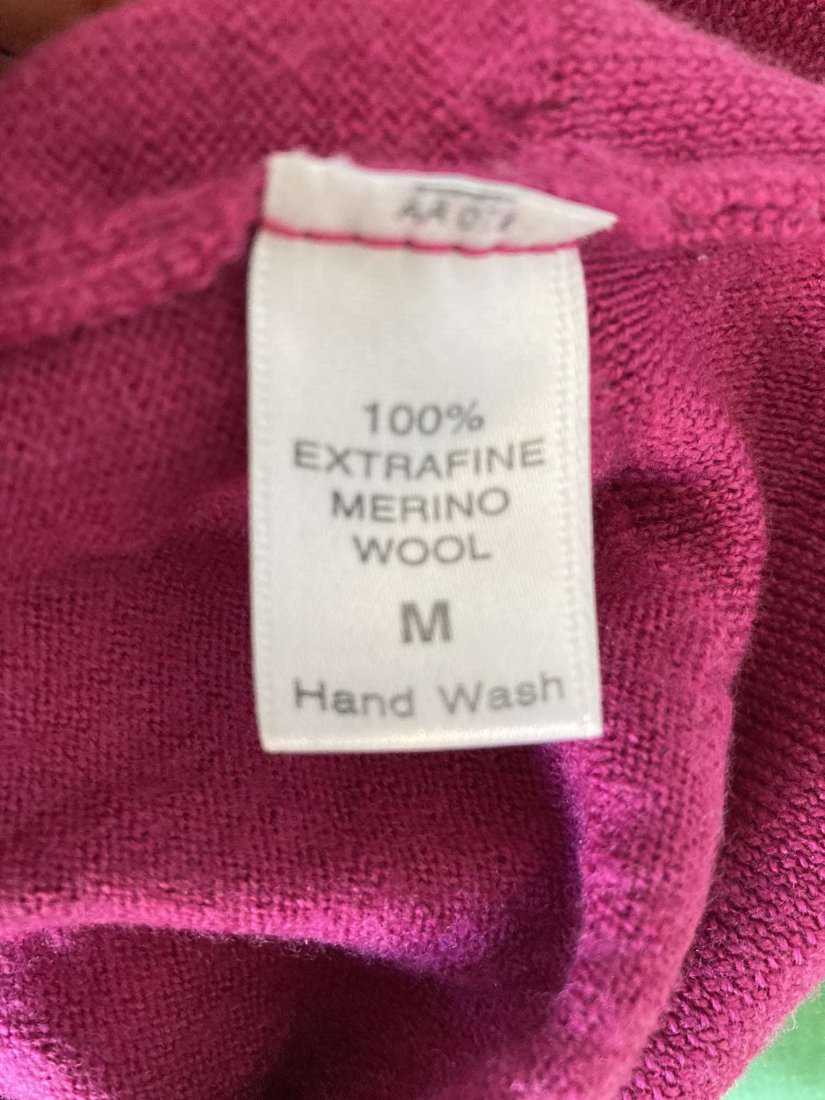 100%
EXTRAFINE
MERINO
WOOL
M
Hand Wash